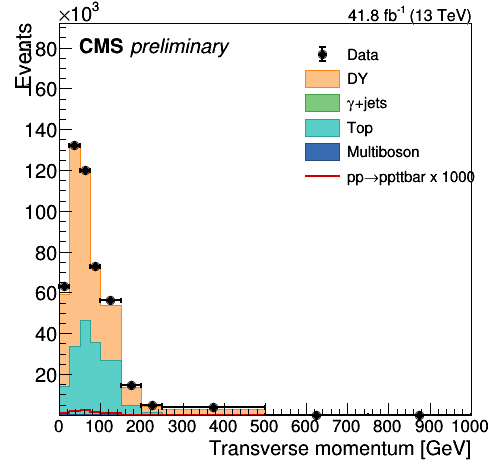 ×10³
41.8 fb⁻¹ (13 TeV)
Events
CMS preliminary
Data
DY
γ+jets
Top
Multiboson
pp→ppttbar x 1000
180
160
140
120
100
80
60
40
20
0 100 200 300 400 500 600 700 800 900 1000
Transverse momentum [GeV]